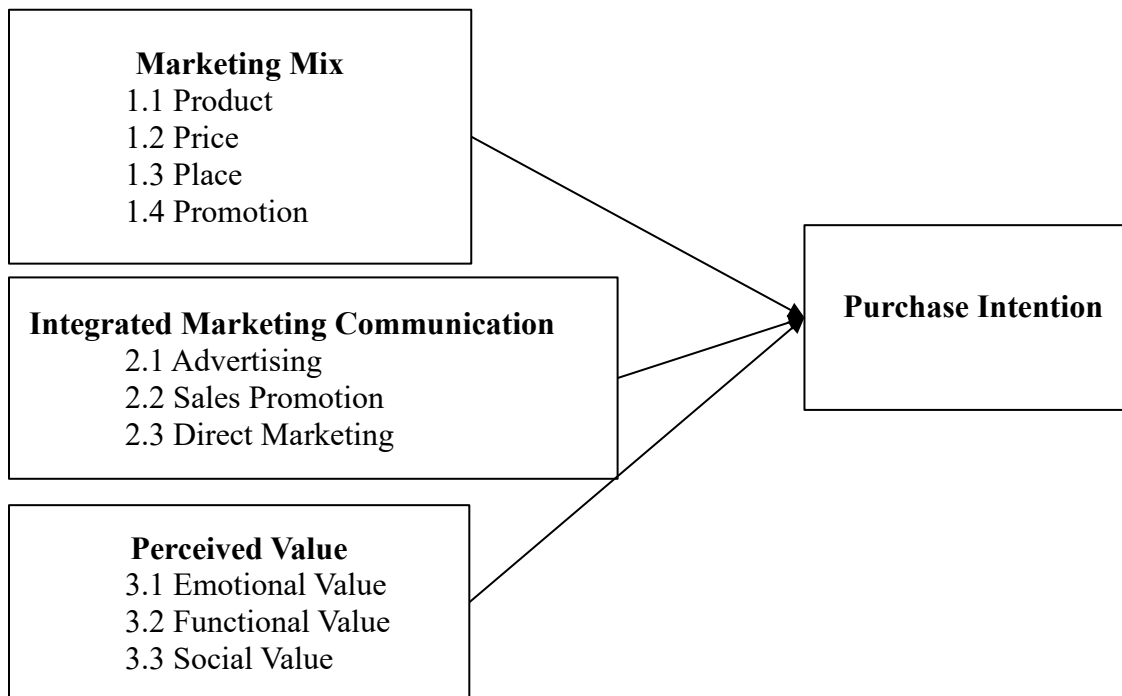 Marketing Mix
1.1 Product
1.2 Price
1.3 Place
1.4 Promotion
Integrated Marketing Communication
2.1 Advertising
2.2 Sales Promotion
2.3 Direct Marketing
Perceived Value
3.1 Emotional Value
3.2 Functional Value
3.3 Social Value
Purchase Intention